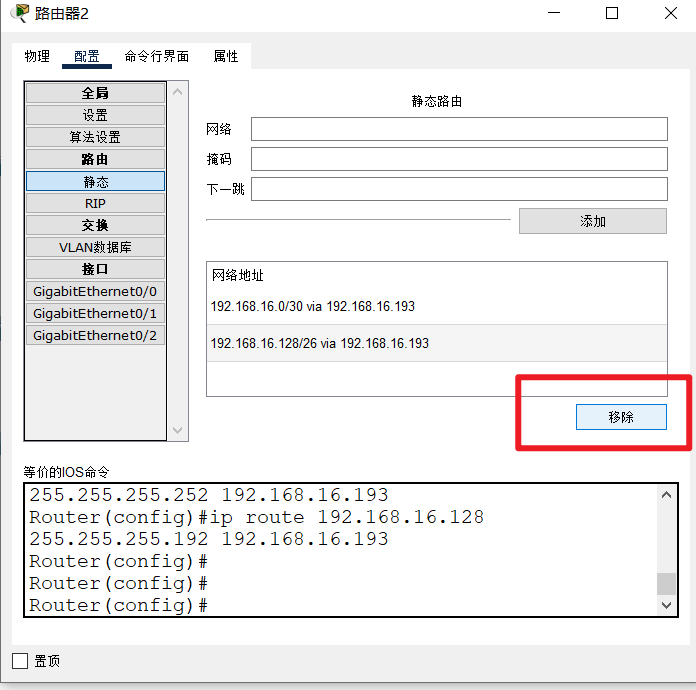 路由器2
物理 配置 命令行界面 属性
全局
设置
算法设置
路由
静态
RIP
交换
VLAN数据库
接口
GigabitEthernet0/0
GigabitEthernet0/1
GigabitEthernet0/2
静态路由
网络
掩码
下一跳
添加
网络地址
192.168.16.0/30 via 192.168.16.193
192.168.16.128/26 via 192.168.16.193
移除
等价的IOS命令
255.255.255.252 192.168.16.193
Router(config)#ip route 192.168.16.128
255.255.255.192 192.168.16.193
Router(config)#
Router(config)#
Router(config)#
置顶